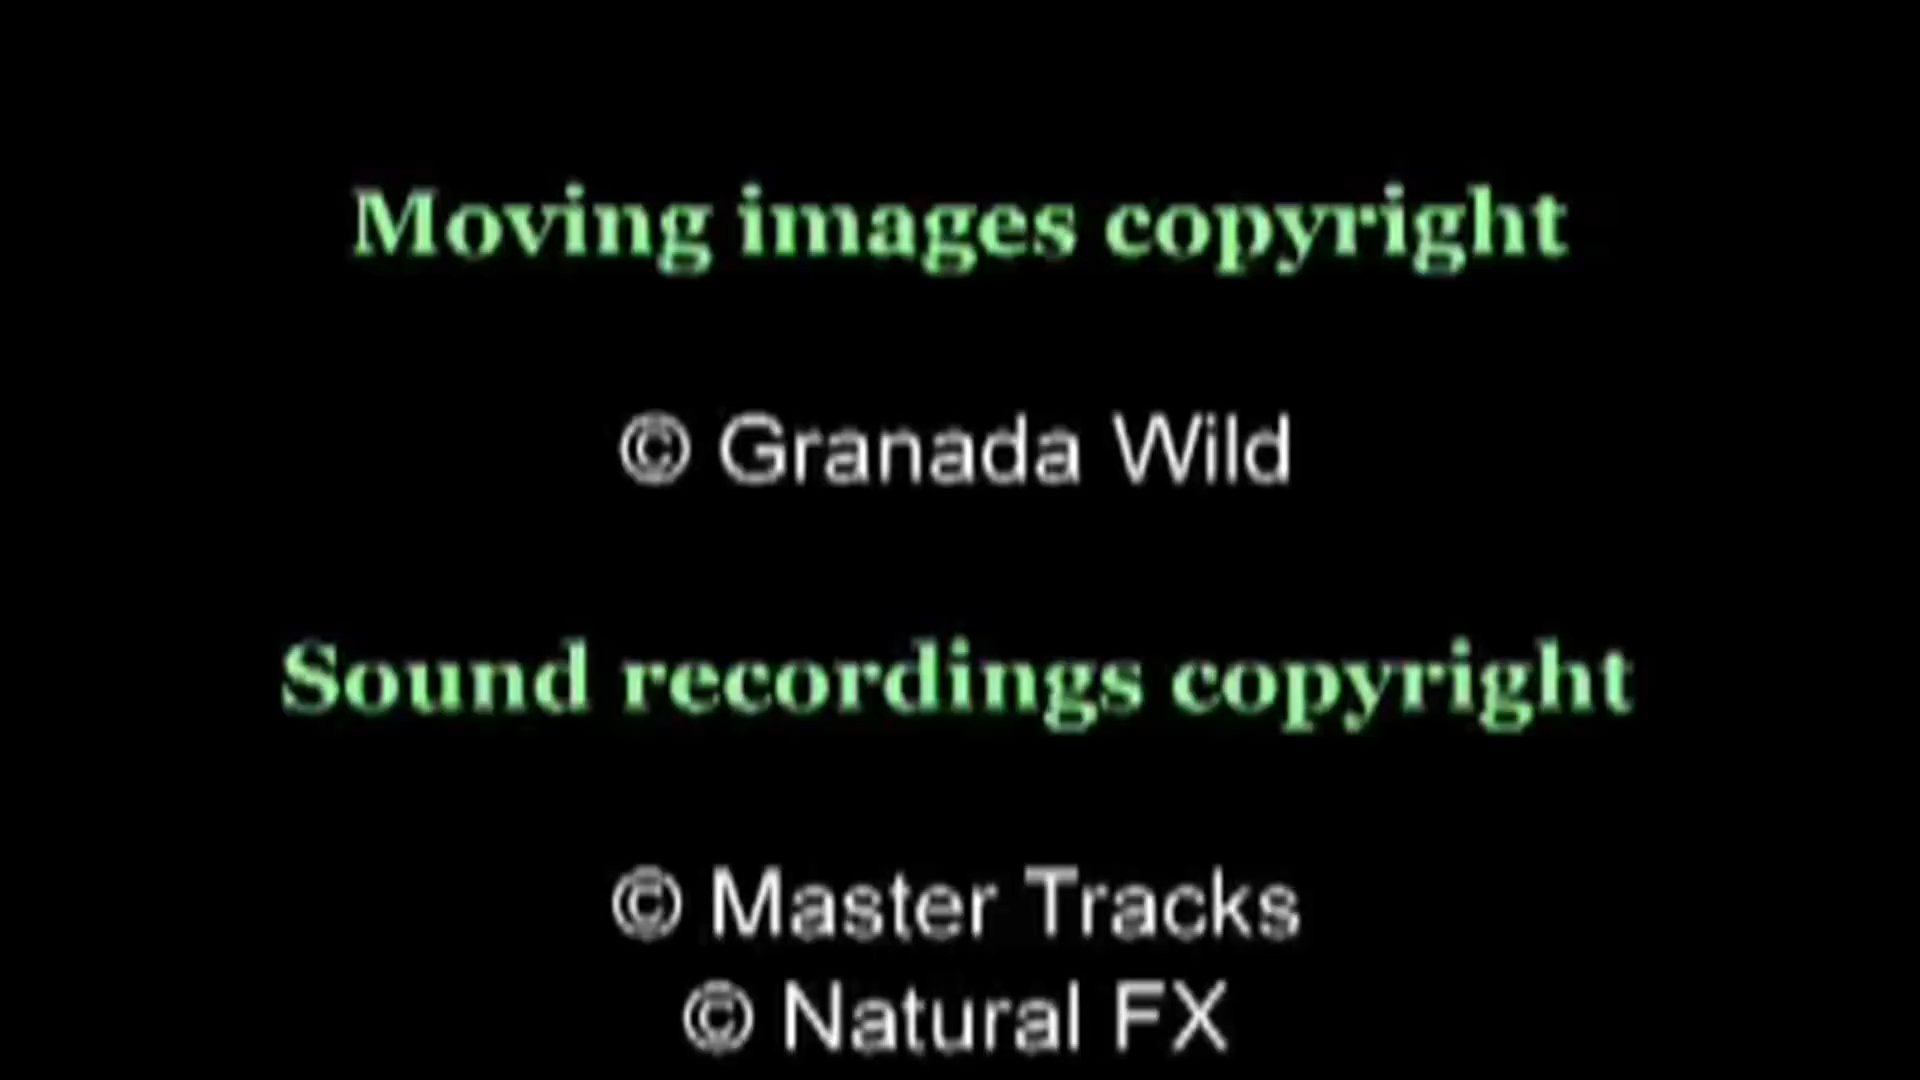 Moving images copyright
© Granada Wild
Sound recordings copyright
© Master Tracks
© Natural FX